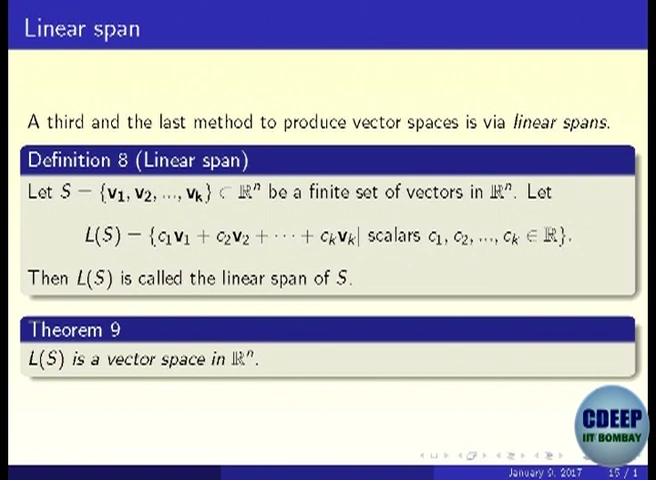 Linear span
A third and the last method to produce vector spaces is via linear spans.
Definition 8 (Linear span)
Let S = {v₁, v₂, ..., vₖ} ⊂ ℝⁿ be a finite set of vectors in ℝⁿ. Let
L(S) = {c₁v₁ + c₂v₂ + ··· + cₖvₖ| scalars c₁, c₂, ..., cₖ ∈ ℝ}.
Then L(S) is called the linear span of S.
Theorem 9
L(S) is a vector space in ℝⁿ.
CDEEP
IIT BOMBAY
January 9, 2017 15 / 1